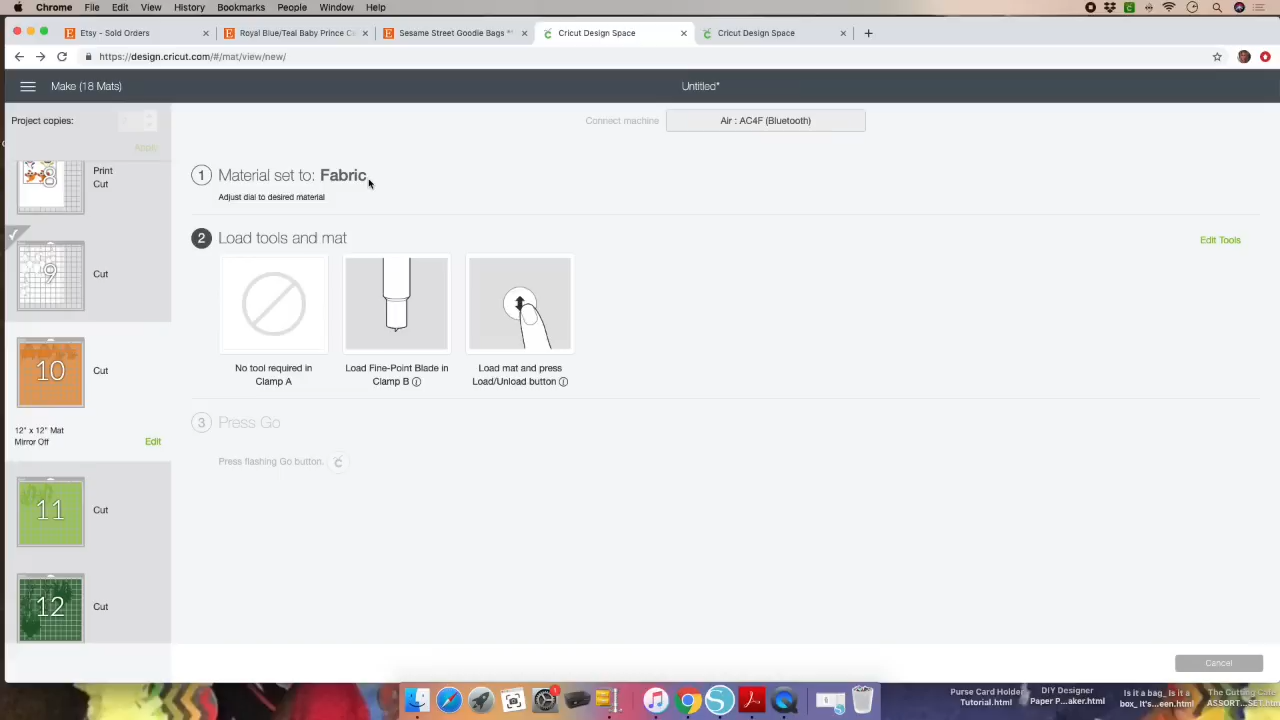 Chrome File Edit View History Bookmarks People Window Help
Etsy - Sold Orders
Royal Blue/Teal Baby Prince Ca
Sesame Street Goodie Bags
Cricut Design Space
Cricut Design Space
https://design.cricut.com/#/mat/view/new/
Make (18 Mats)
Untitled*
Project copies:
Apply
Connect machine
Air : AC4F (Bluetooth)
Print
Cut
8
1 Material set to: Fabric
Adjust dial to desired material
2 Load tools and mat
Edit Tools
9
Cut
No tool required in
Clamp A
Load Fine-Point Blade in
Clamp B
Load mat and press
Load/Unload button
10
Cut
12" x 12" Mat
Mirror Off
Edit
3 Press Go
Press flashing Go button.
11
Cut
12
Cut
Cancel
Purse Card Holder
Tutorial.html
DIY Designer
Paper P...aker.html
Is it a bag_ Is it a
box_ It's...een.html
The Cutting Cafe
ASSORT...SET.htm